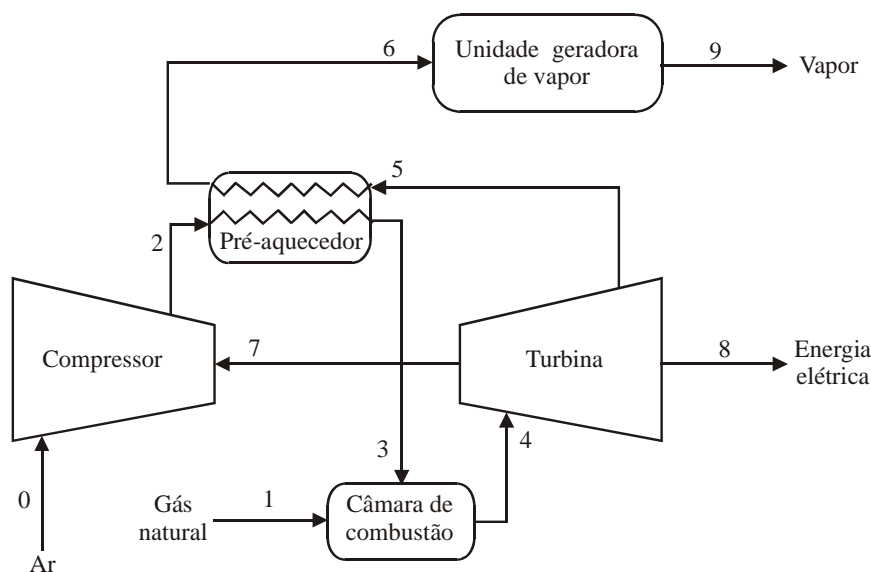 6
Unidade geradora
de vapor
9
Vapor
5
2
Pré-aquecedor
Compressor
7
Turbina
8
Energia
elétrica
3
4
0
Gás
natural
1
Câmara de
combustão
Ar